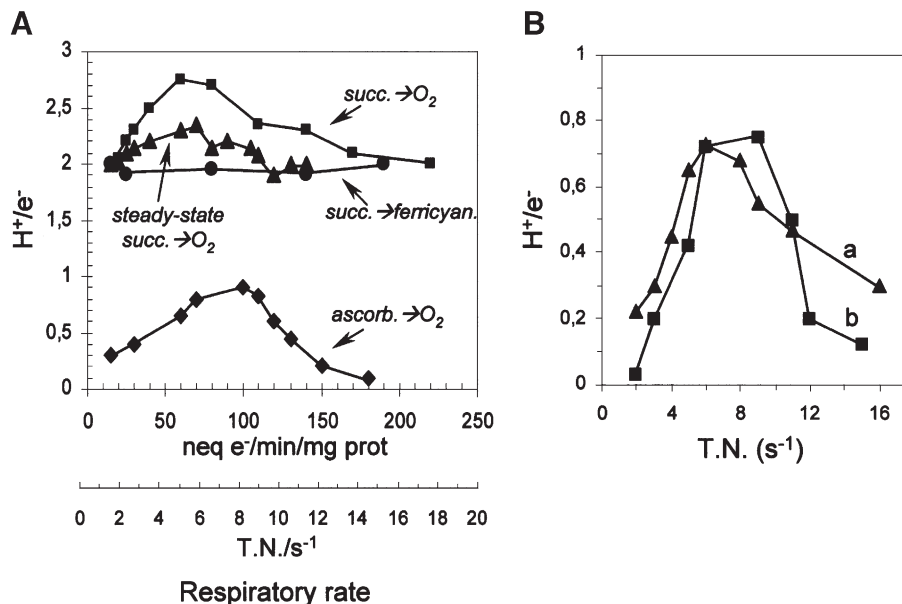 A
3
2,5
2
1,5
1
0,5
0
H+/e-
succ.→O2
steady-state
succ.→O2
succ.→ferricyan.
ascorb.→O2
0 50 100 150 200 250
neq e-/min/mg prot
0 2 4 6 8 10 12 14 16 18 20
T.N./s-1
Respiratory rate
B
1
0,8
0,6
0,4
0,2
0
H+/e-
a
b
0 4 8 12 16
T.N. (s-1)